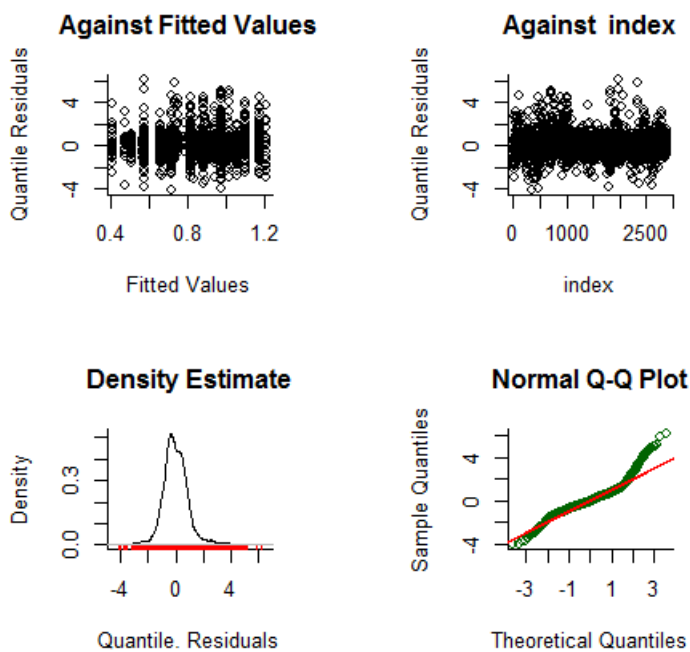 Against Fitted Values
Quantile Residuals
4
0
-4
0.4
0.8
1.2
Fitted Values
Against index
Quantile Residuals
4
0
-4
0
1000
2500
index
Density Estimate
Density
0.3
0.0
-4
0
4
Quantile. Residuals
Normal Q-Q Plot
Sample Quantiles
4
0
-4
-3
-1
1
3
Theoretical Quantiles